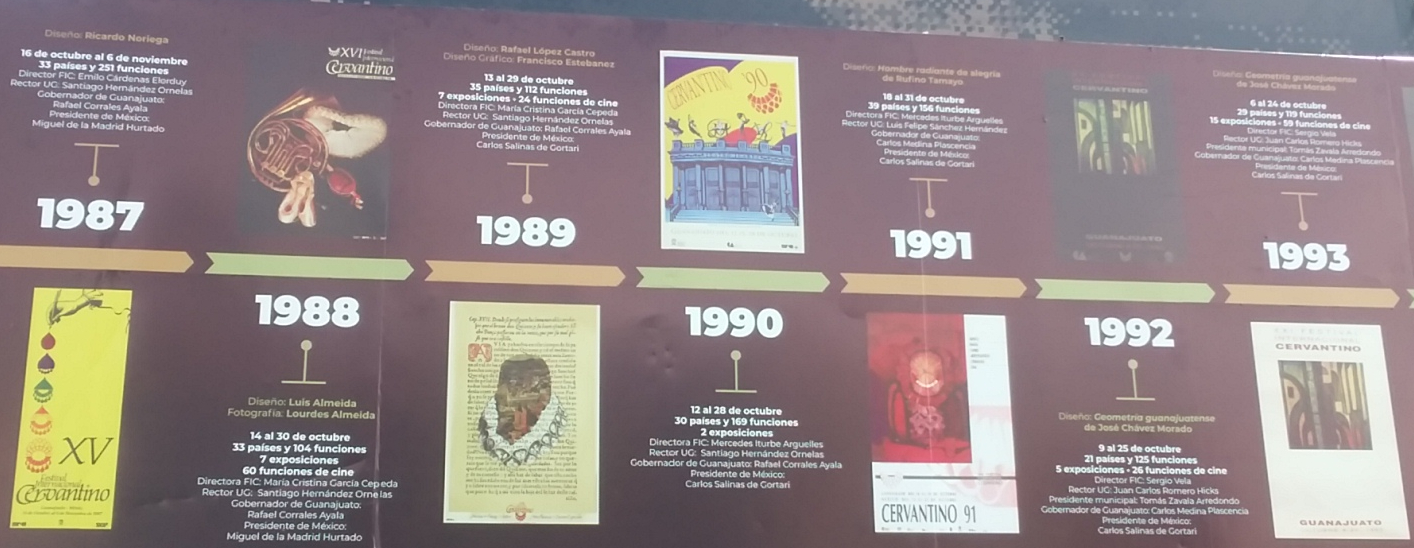 Diseño: Ricardo Noriega
16 de octubre al 6 de noviembre
33 países y 251 funciones
Director FIC: Emilo Cárdenas Elorduy
Rector UG: Santiago Hernández Ornelas
Gobernador de Guanajuato:
Rafael Corrales Ayala
Presidente de México:
Miguel de la Madrid Hurtado
1987
XV
Festival
Internacional
Cervantino
XVI Festival
Internacional
Cervantino
1988
Diseño: Luis Almeida
Fotografía: Lourdes Almeida
14 al 30 de octubre
33 países y 104 funciones
7 exposiciones
60 funciones de cine
Directora FIC: María Cristina García Cepeda
Rector UG: Santiago Hernández Ornelas
Gobernador de Guanajuato:
Rafael Corrales Ayala
Presidente de México:
Miguel de la Madrid Hurtado
Diseño: Rafael López Castro
Diseño Gráfico: Francisco Estebanez
13 al 29 de octubre
35 países y 112 funciones
7 exposiciones • 24 funciones de cine
Directora FIC: María Cristina García Cepeda
Rector UG: Santiago Hernández Ornelas
Gobernador de Guanajuato: Rafael Corrales Ayala
Presidente de México:
Carlos Salinas de Gortari
1989
CERVANTINO '90
1990
12 al 28 de octubre
30 países y 169 funciones
2 exposiciones
Directora FIC: Mercedes Iturbe Arguelles
Rector UG: Santiago Hernández Ornelas
Gobernador de Guanajuato: Rafael Corrales Ayala
Presidente de México:
Carlos Salinas de Gortari
Diseño: Hombre radiante de alegría
de Rufino Tamayo
18 al 31 de octubre
39 países y 156 funciones
Directora FIC: Mercedes Iturbe Arguelles
Rector UG: Luis Felipe Sánchez Hernández
Gobernador de Guanajuato:
Carlos Medina Plascencia
Presidente de México:
Carlos Salinas de Gortari
1991
CERVANTINO 91
CERVANTINO
GUANAJUATO
1992
Diseño: Geometría guanajuatense
de José Chávez Morado
9 al 25 de octubre
21 países y 125 funciones
5 exposiciones • 26 funciones de cine
Director FIC: Sergio Vela
Rector UG: Juan Carlos Romero Hicks
Presidente municipal: Tomás Zavala Arredondo
Gobernador de Guanajuato: Carlos Medina Plascencia
Presidente de México:
Carlos Salinas de Gortari
Diseño: Geometría guanajuatense
de José Chávez Morado
6 al 24 de octubre
29 países y 119 funciones
15 exposiciones • 59 funciones de cine
Director FIC: Sergio Vela
Rector UG: Juan Carlos Romero Hicks
Presidente municipal: Tomás Zavala Arredondo
Gobernador de Guanajuato: Carlos Medina Plascencia
Presidente de México:
Carlos Salinas de Gortari
1993
XXI FESTIVAL
INTERNACIONAL
CERVANTINO
GUANAJUATO